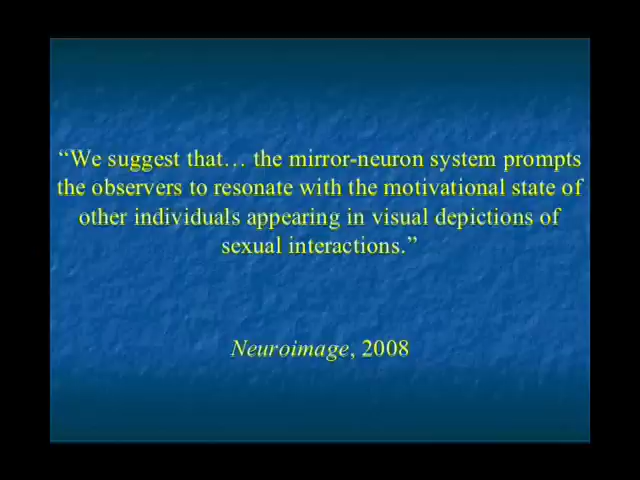 “We suggest that… the mirror-neuron system prompts
the observers to resonate with the motivational state of
other individuals appearing in visual depictions of
sexual interactions.”
Neuroimage, 2008